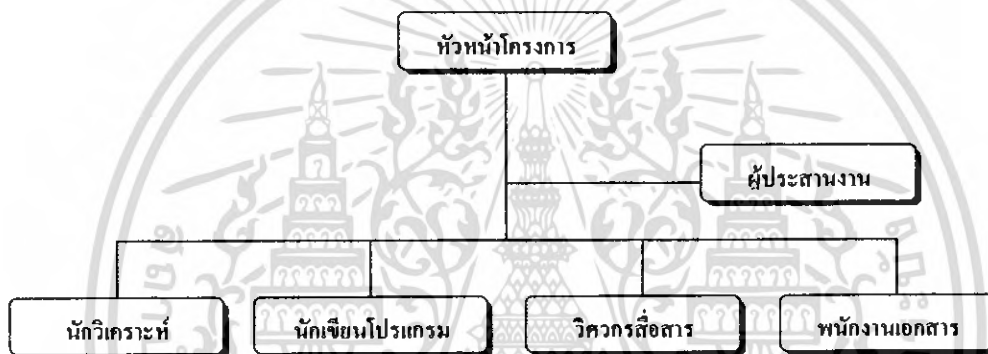 หัวหน้าโครงการ
ผู้ประสานงาน
นักวิเคราะห์
นักเขียนโปรแกรม
วิศวกรสื่อสาร
พนักงานเอกสาร